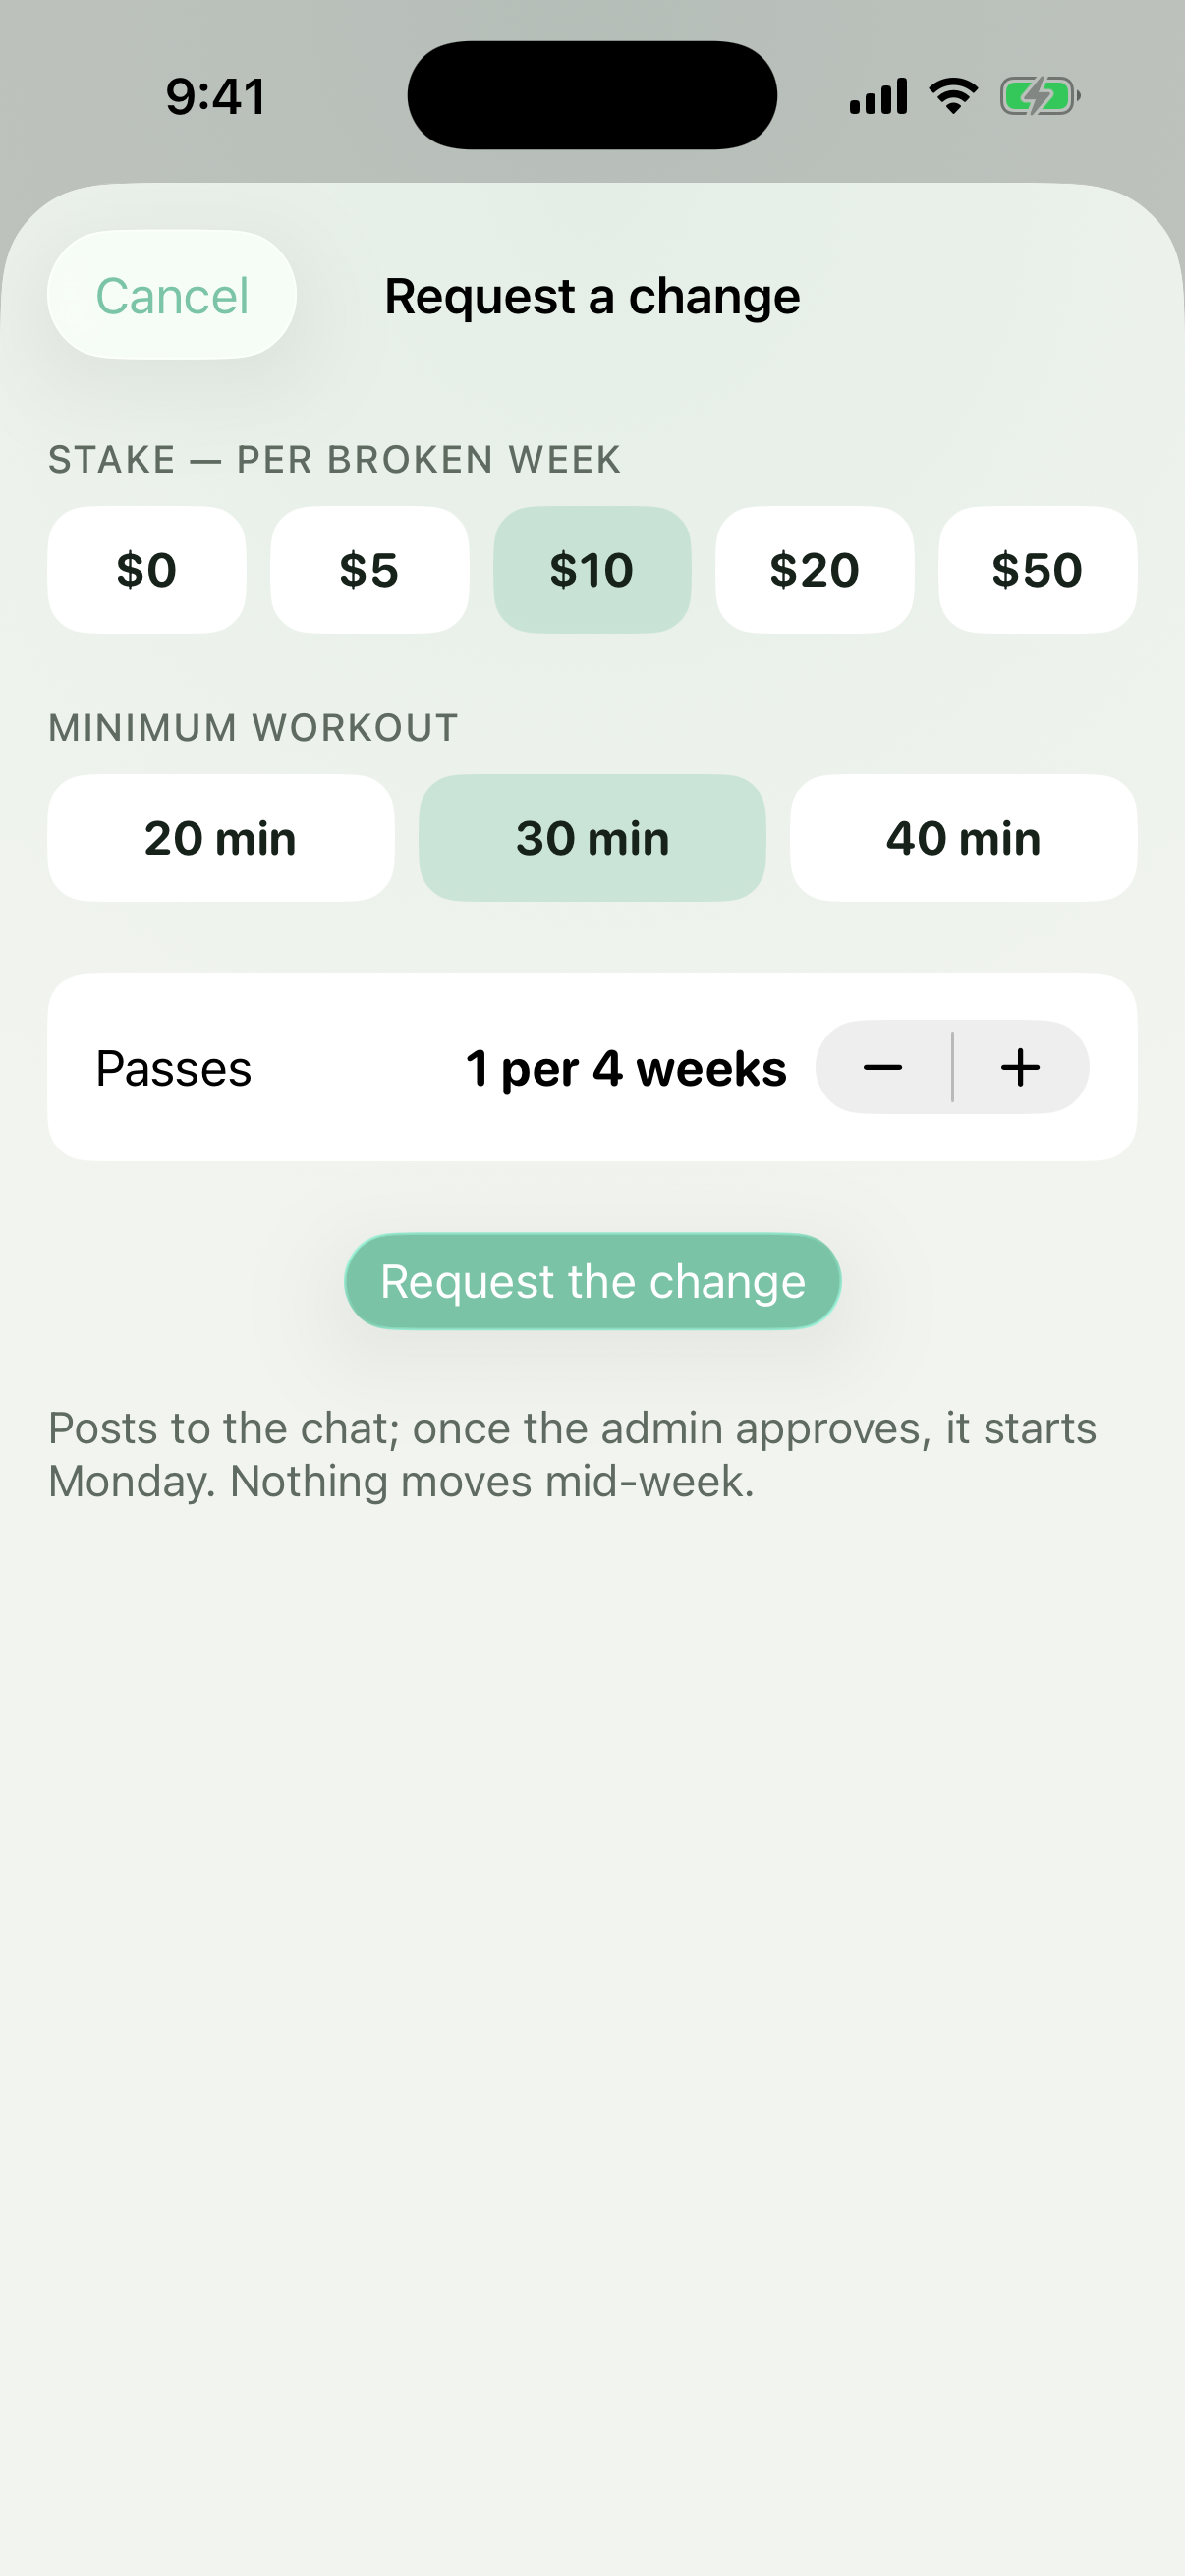 9:41
Cancel
Request a change
STAKE — PER BROKEN WEEK
$0
$5
$10
$20
$50
MINIMUM WORKOUT
20 min
30 min
40 min
Passes
1 per 4 weeks
Request the change
Posts to the chat; once the admin approves, it starts
Monday. Nothing moves mid-week.